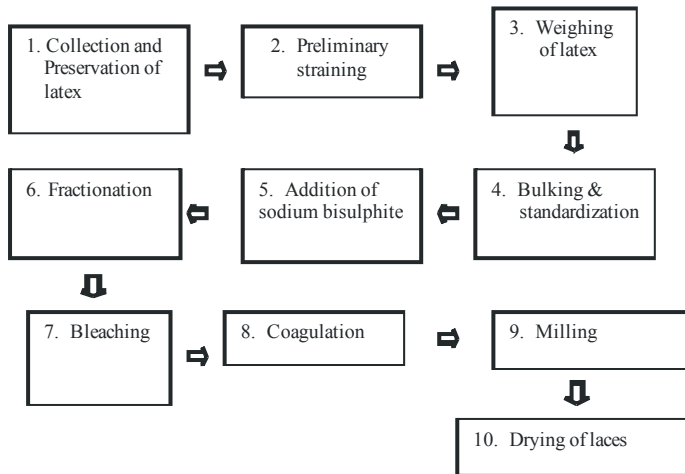 1. Collection and
Preservation of
latex
2. Preliminary
straining
3. Weighing
of latex
4. Bulking &
standardization
5. Addition of
sodium bisulphite
6. Fractionation
7. Bleaching
8. Coagulation
9. Milling
10. Drying of laces